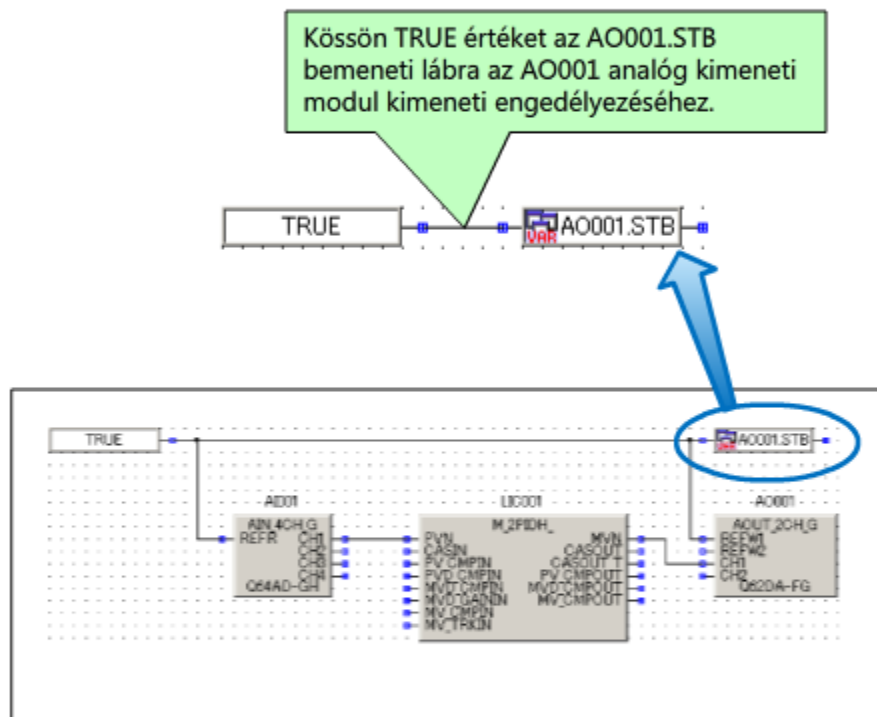 Kössön TRUE értéket az AO001.STB
bemeneti lábra az AO001 analóg kimeneti
modul kimeneti engedélyezéséhez.
TRUE
VAR AO001.STB
TRUE
AO001.STB
LIC001
AO001
AIN_4CH_G
REFR CH1
CH2
CH3
CH4
Q64AD-GH
M_2PIDH_
PVN MVN
CASIN CASOUT
PV_CMPIN CASOUT_T
PVD_CMPIN PV_CMPOUT
MVD_CMPIN MVD_CMPOUT
MVD_GAININ MV_CMPOUT
MV_CMPIN
MV_TRKIN
AOUT_2CH_G
REFW1
REFW2
CH1
CH2
Q62DA-FG